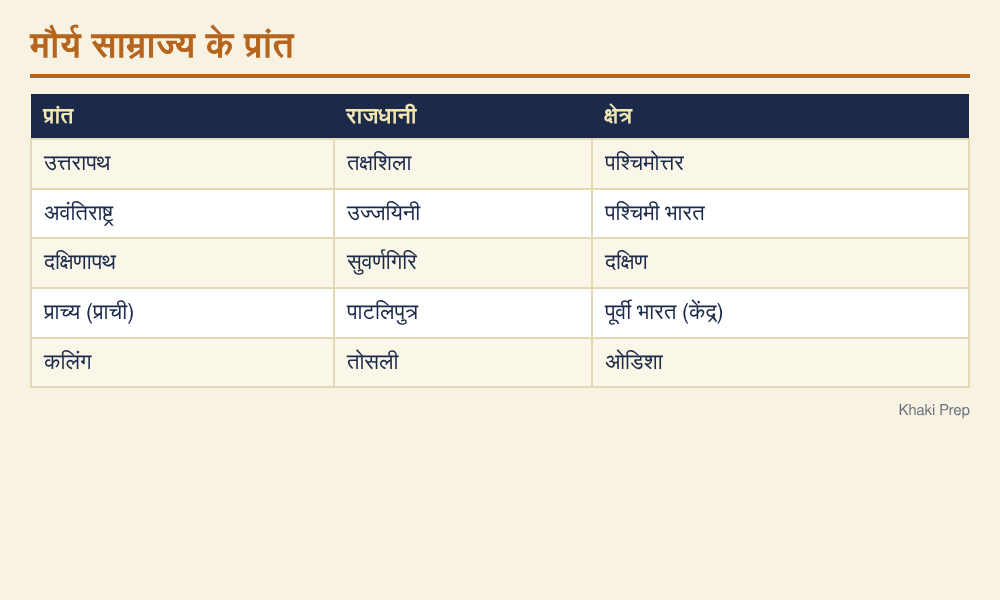 मौर्य साम्राज्य के प्रांत
प्रांत राजधानी क्षेत्र
उत्तरापथ तक्षशिला पश्चिमोत्तर
अवंतिराष्ट्र उज्जयिनी पश्चिमी भारत
दक्षिणापथ सुवर्णगिरि दक्षिण
प्राच्य (प्राची) पाटलिपुत्र पूर्वी भारत (केंद्र)
कलिंग तोसली ओडिशा
Khaki Prep